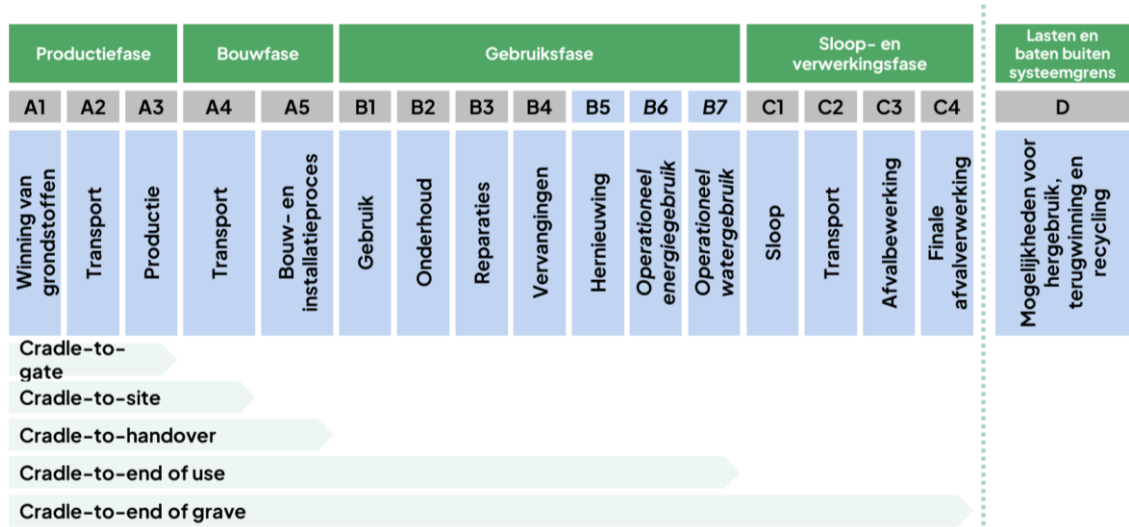 Productiefase
Bouwfase
Gebruiksfase
Sloop- en
verwerkingsfase
Lasten en
baten buiten
systeemgrens
A1
A2
A3
A4
A5
B1
B2
B3
B4
B5
B6
B7
C1
C2
C3
C4
D
Winning van
grondstoffen
Transport
Productie
Transport
Bouw- en
installatieproces
Gebruik
Onderhoud
Reparaties
Vervangingen
Hernieuwing
Operationeel
energiegebruik
Operationeel
watergebruik
Sloop
Transport
Afvalbewerking
Finale
afvalverwerking
Mogelijkheden voor
hergebruik,
terugwinning en
recycling
Cradle-to-
gate
Cradle-to-site
Cradle-to-handover
Cradle-to-end of use
Cradle-to-end of grave